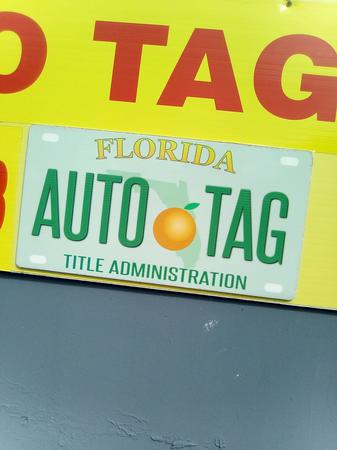 O TAG
FLORIDA
AUTO TAG
TITLE ADMINISTRATION